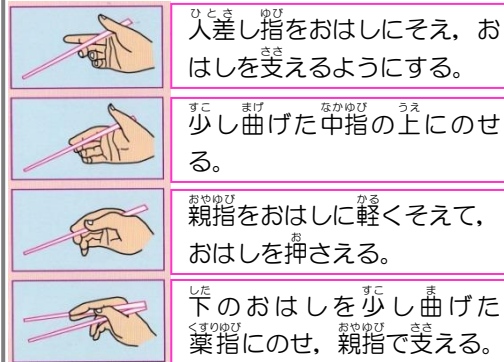 人差し指をおはしにそえ，お
はしを支えるようにする。
少し曲げた中指の上にのせ
る。
親指をおはしに軽くそえて，
おはしを押さえる。
下のおはしを少し曲げた
薬指にのせ，親指で支える。